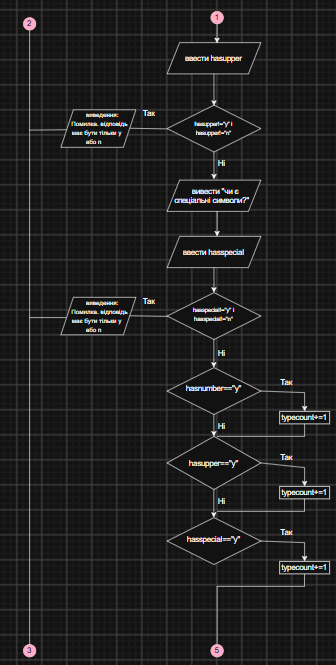 2
1
ввести hasupper
виведення:
Помилка. відповідь
має бути тільки y
або n
Так
hasupper!="y" і
hasupper!="n"
Ні
вивести "чи є
спеціальні символи?"
ввести hasspecial
виведення:
Помилка. відповідь
має бути тільки y
або n
Так
hasspecial!="y" і
hasspecial!="n"
Ні
hasnumber=="y"
Так
typecount+=1
Ні
hasupper=="y"
Так
typecount+=1
Ні
hasspecial=="y"
Так
typecount+=1
3
5